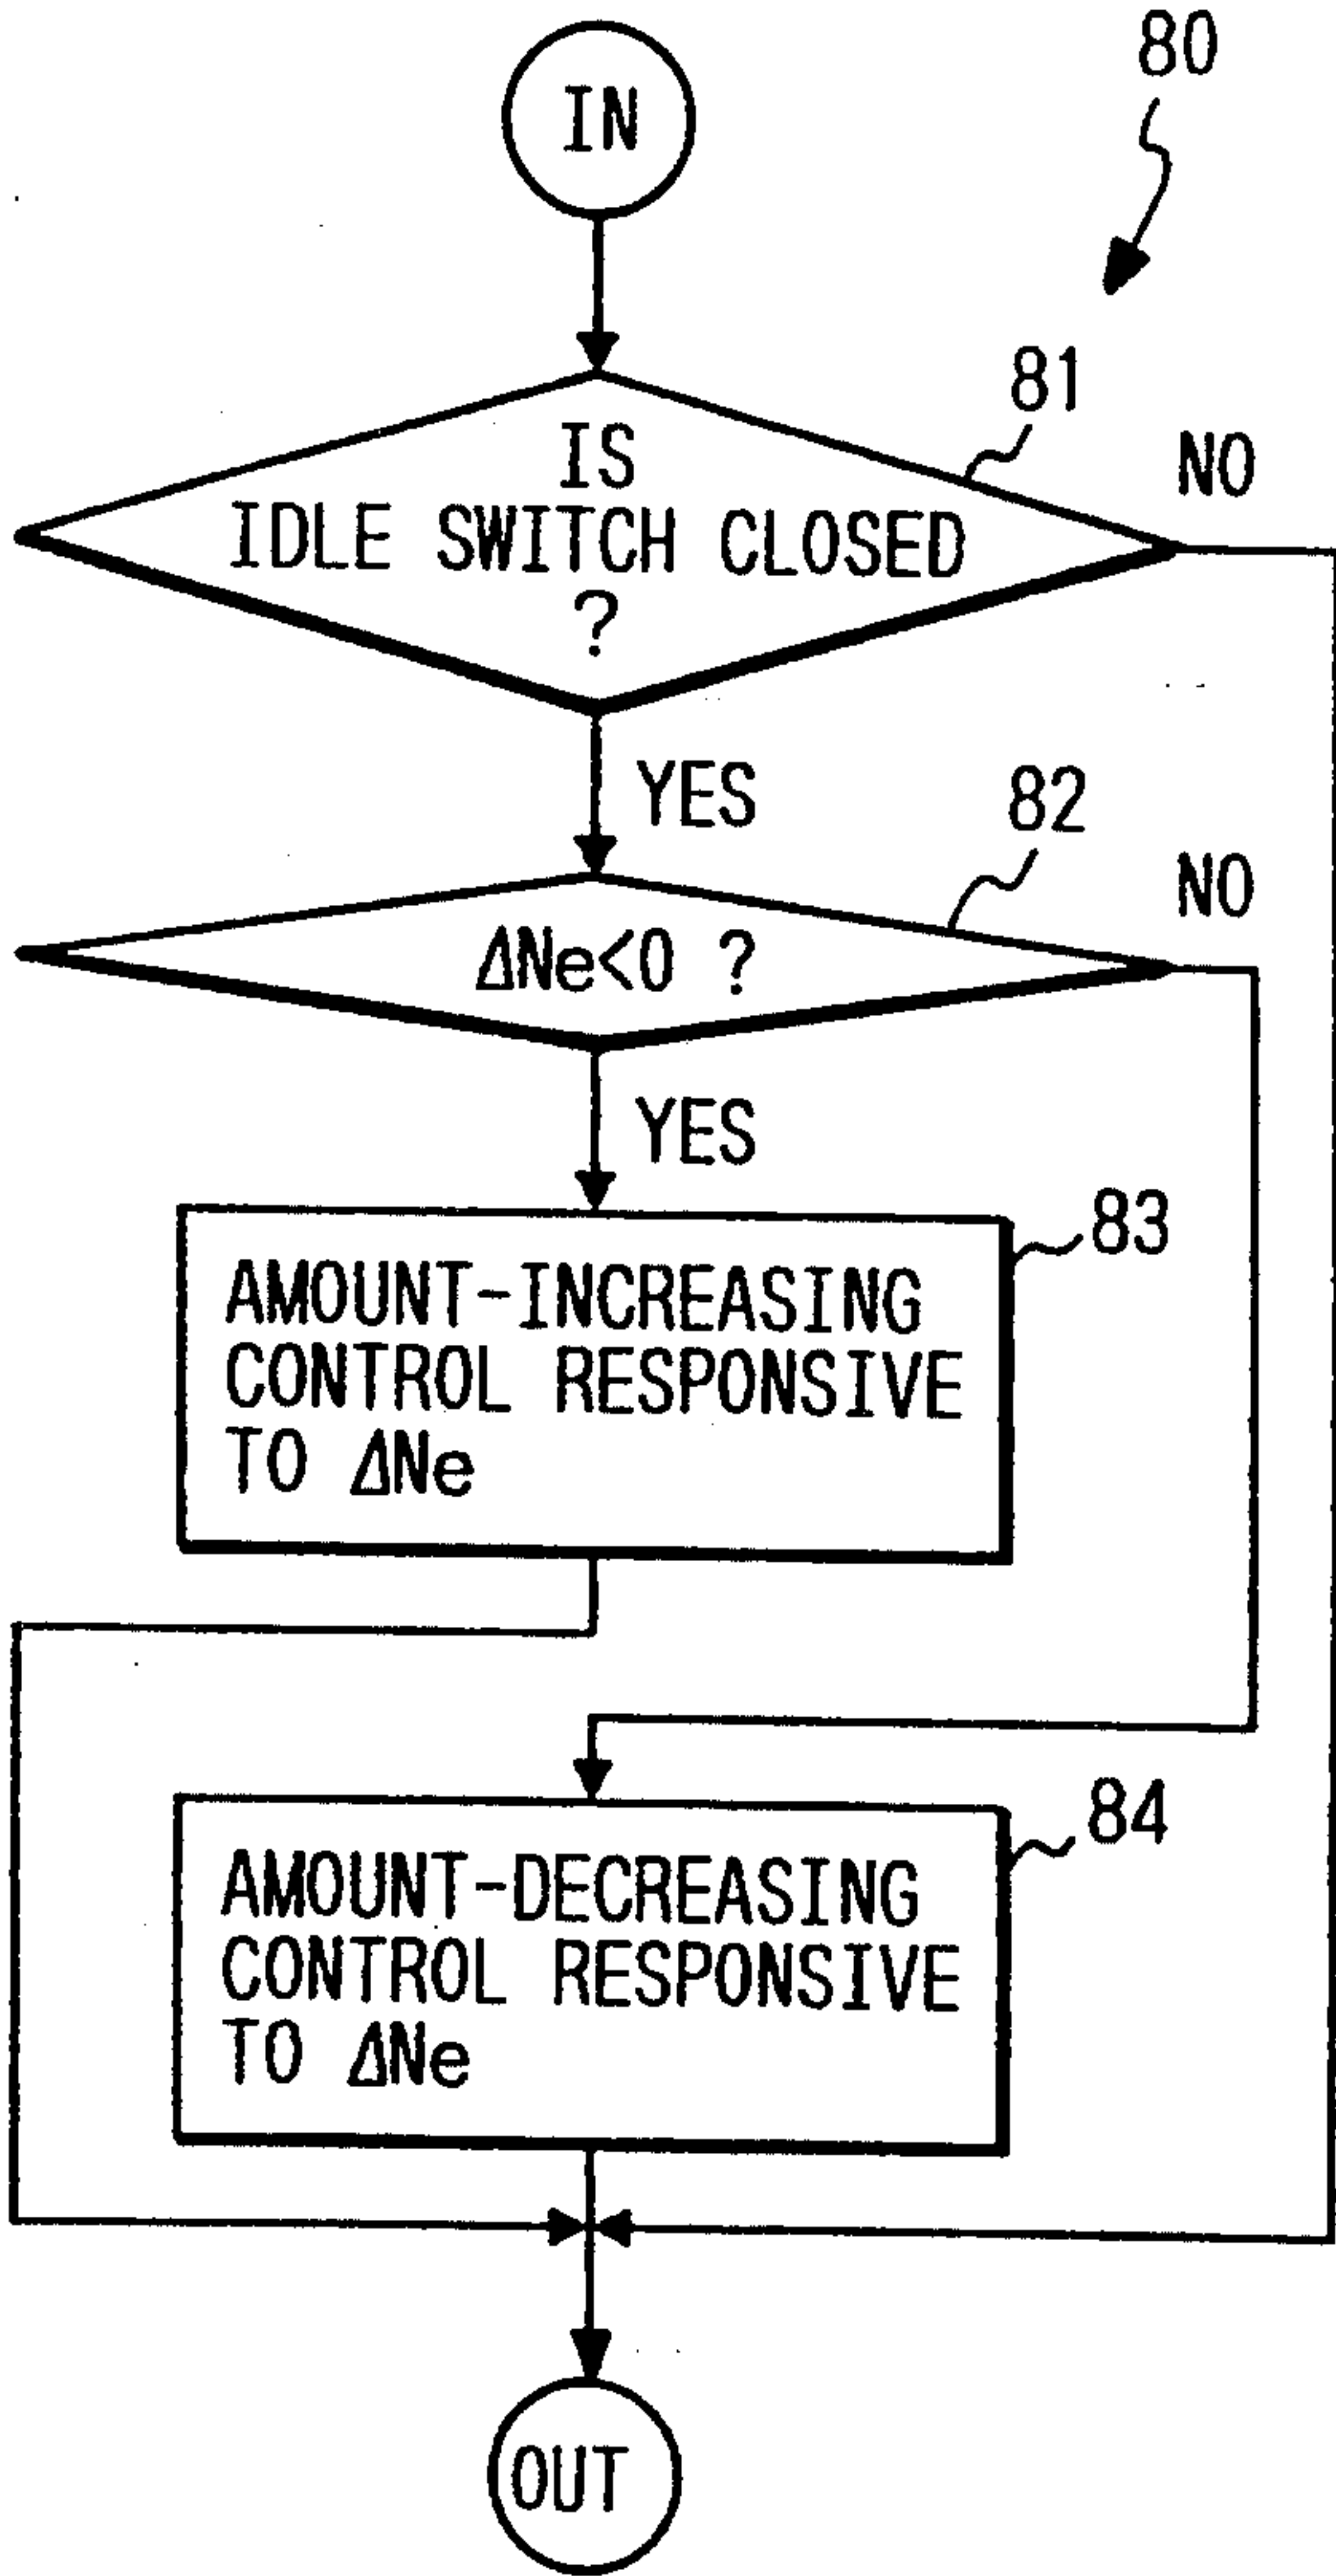 80
IN
81
NO
IS
IDLE SWITCH CLOSED
?
YES
82
NO
ΔNe<0 ?
YES
83
AMOUNT-INCREASING
CONTROL RESPONSIVE
TO ΔNe
84
AMOUNT-DECREASING
CONTROL RESPONSIVE
TO ΔNe
OUT